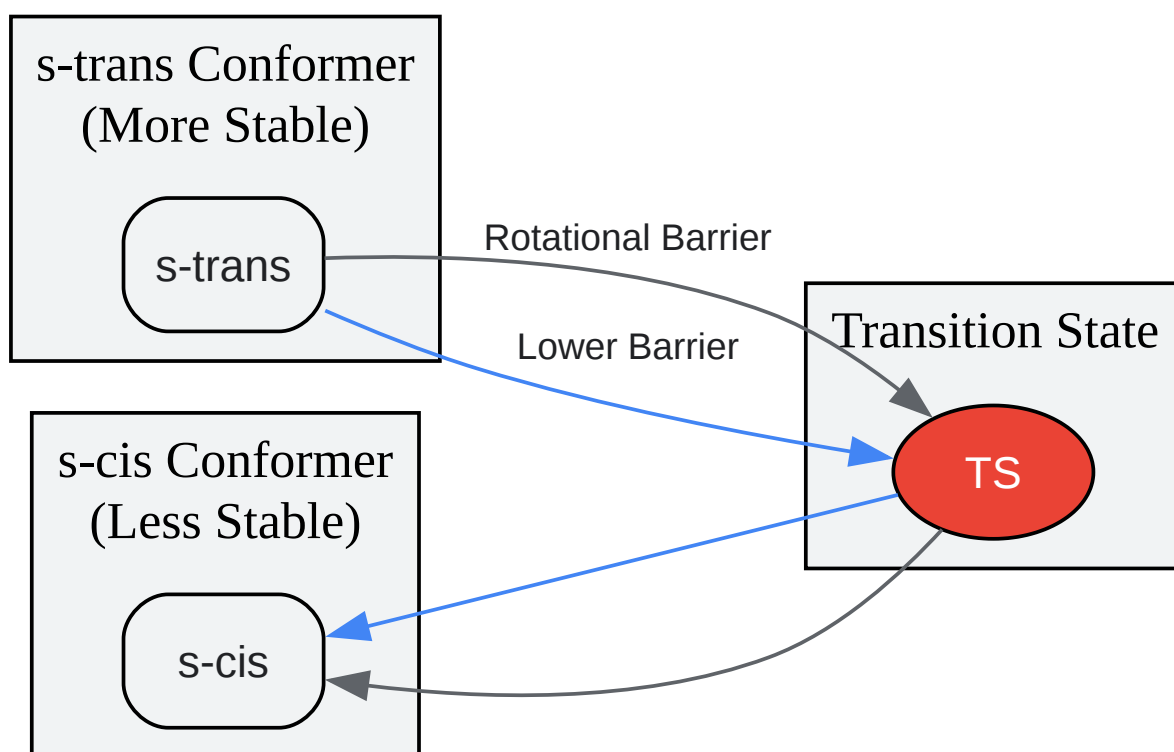 s-trans Conformer
(More Stable)
s-trans
Rotational Barrier
Lower Barrier
Transition State
TS
s-cis Conformer
(Less Stable)
s-cis